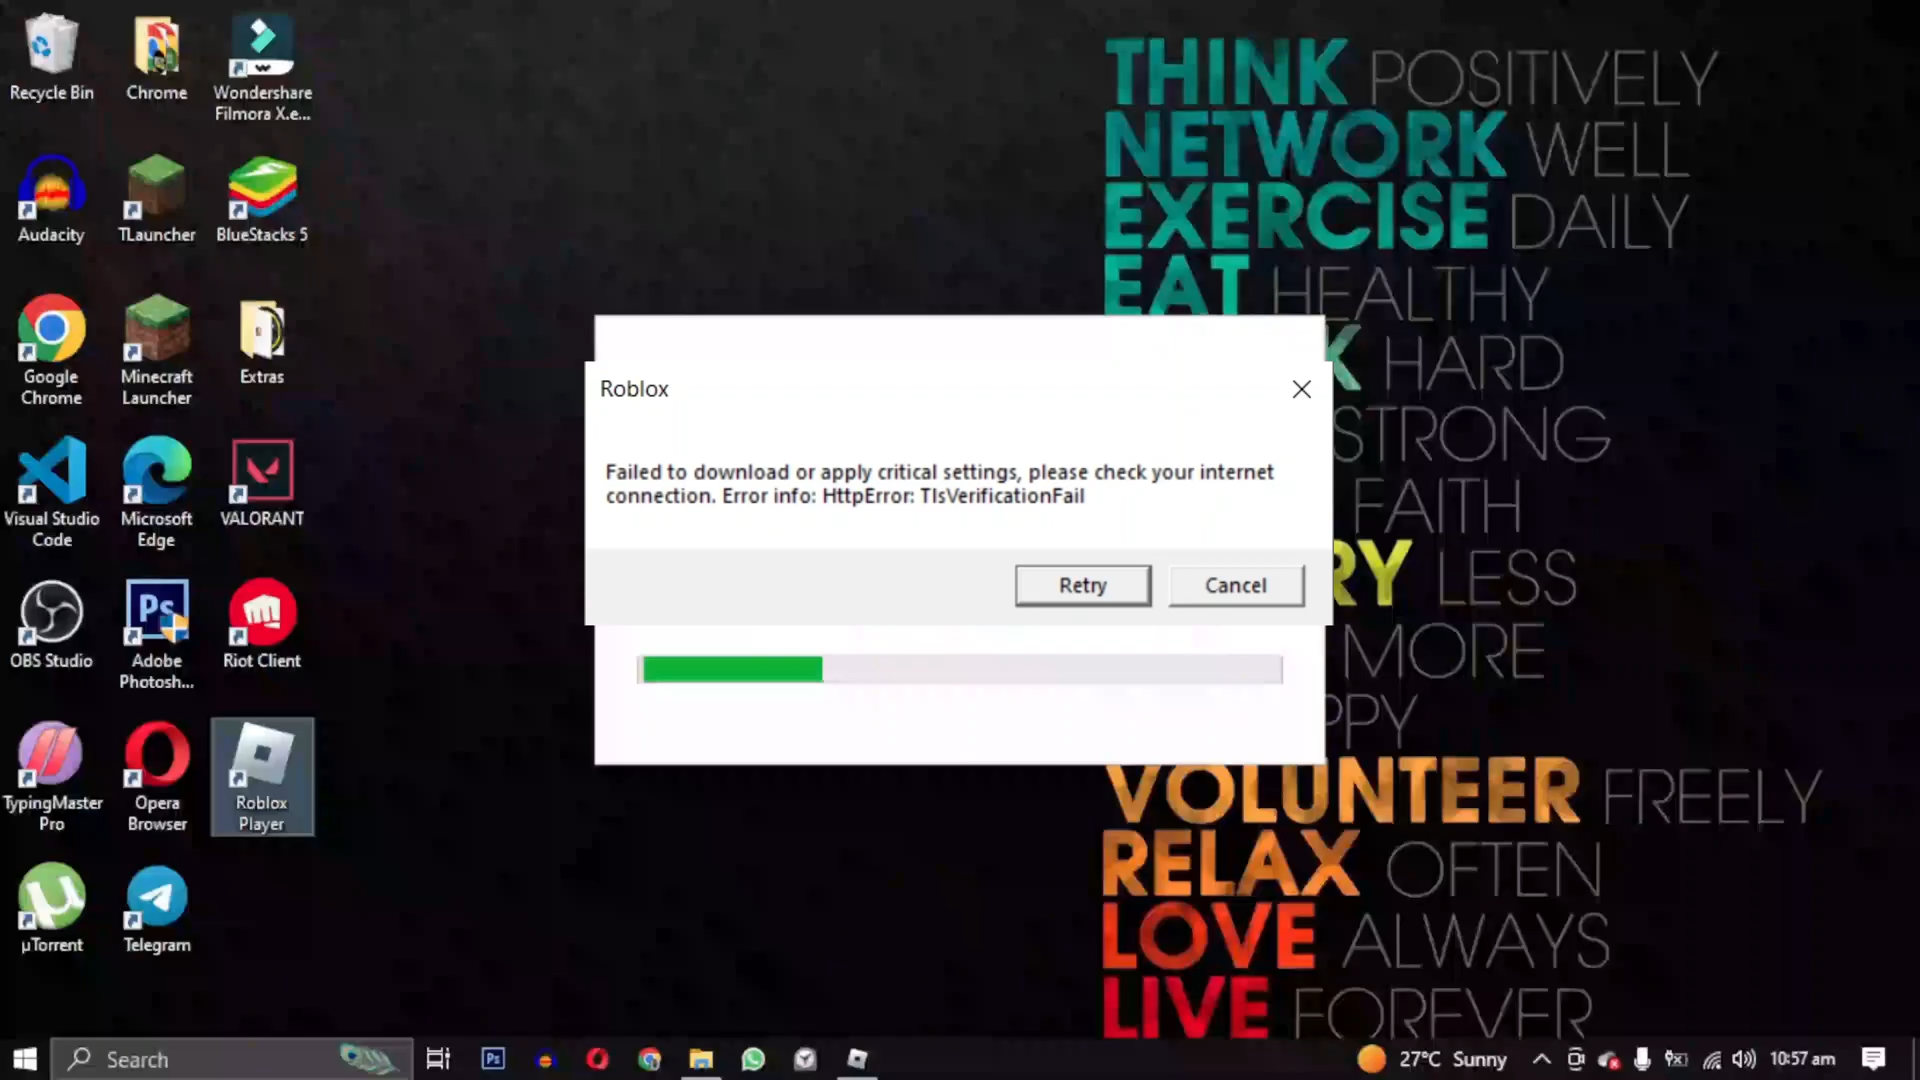 Recycle Bin
Chrome
Wondershare
Filmora X.e...
Audacity
TLauncher
BlueStacks 5
Google
Chrome
Minecraft
Launcher
Extras
Visual Studio
Code
Microsoft
Edge
VALORANT
OBS Studio
Ps
Adobe
Photosh...
Riot Client
TypingMaster
Pro
Opera
Browser
Roblox
Player
µTorrent
Telegram
THINK POSITIVELY
NETWORK WELL
EXERCISE DAILY
EAT HEALTHY
K HARD
STRONG
FAITH
RY LESS
MORE
PPY
VOLUNTEER FREELY
RELAX OFTEN
LOVE ALWAYS
LIVE FOREVER
Roblox
Failed to download or apply critical settings, please check your internet
connection. Error info: HttpError: TlsVerificationFail
Retry
Cancel
Search
Ps
27°C Sunny
10:57 am